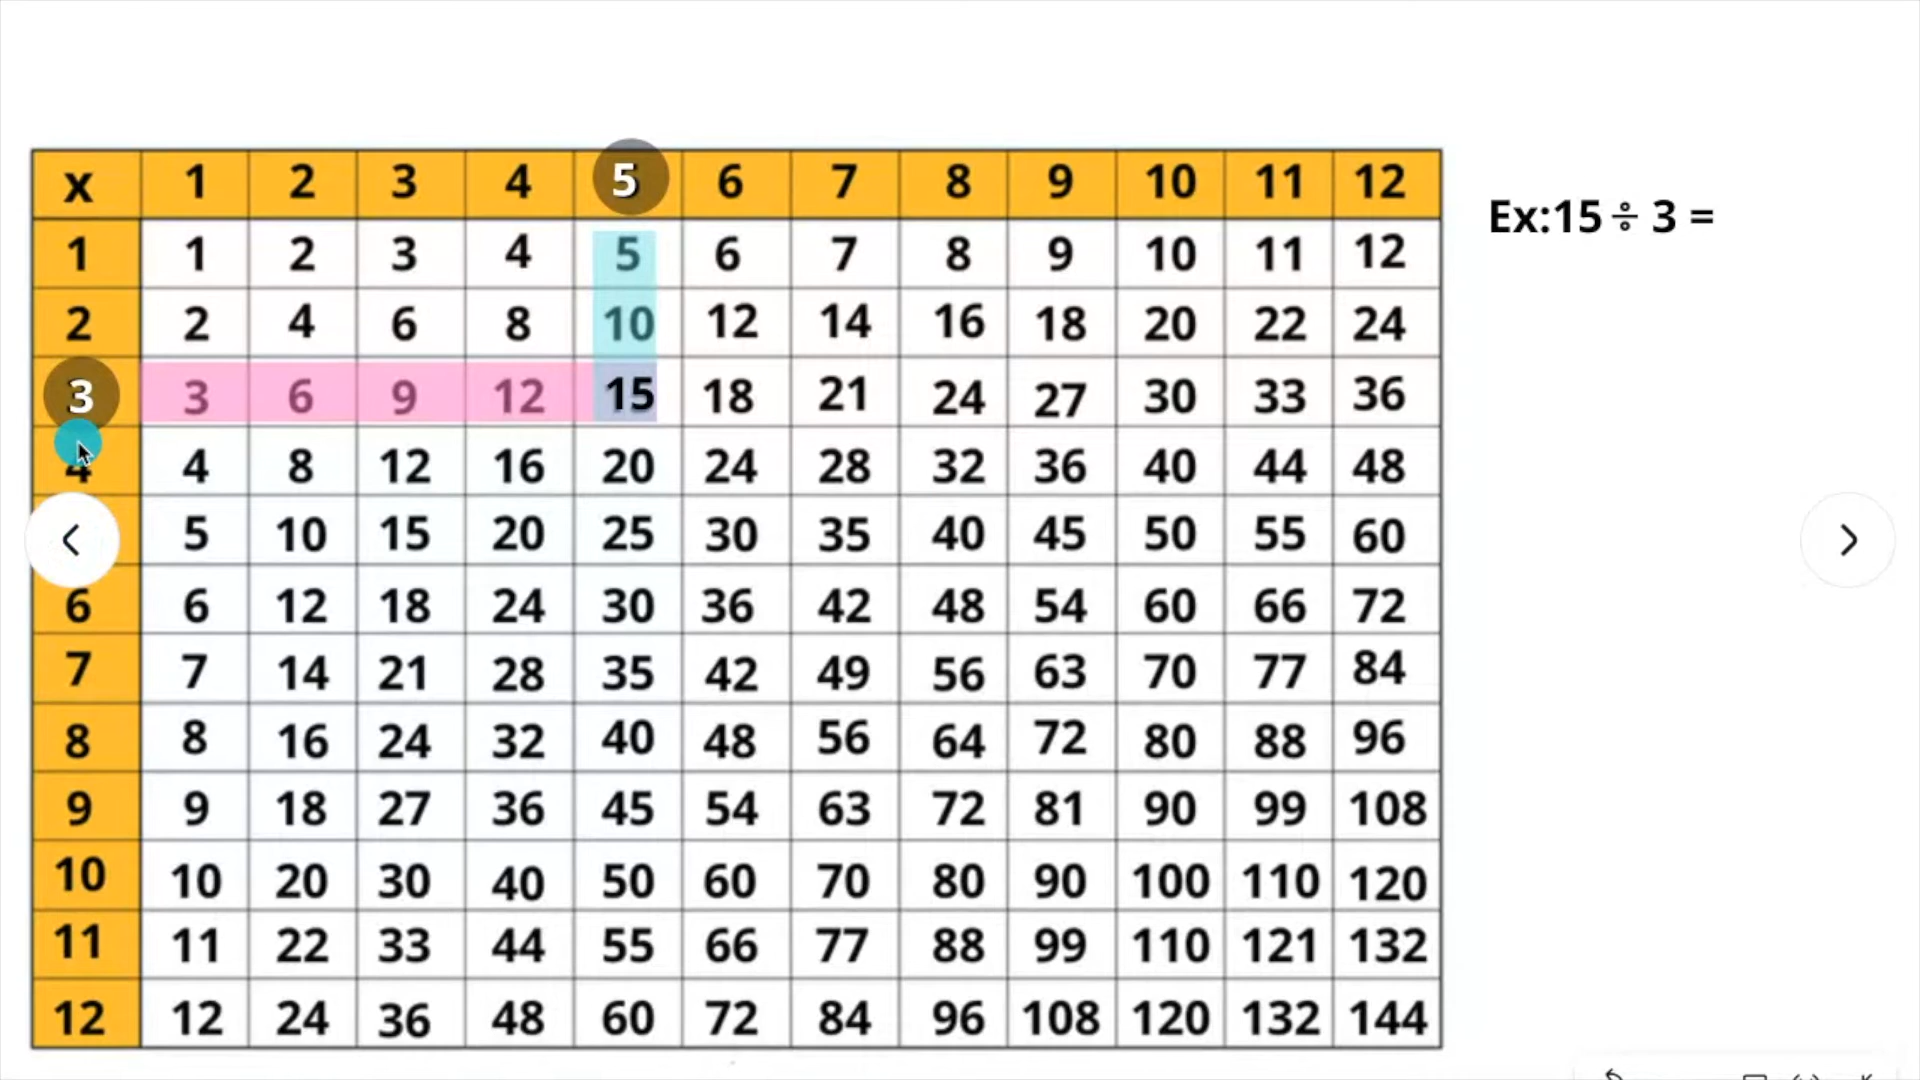 x 1 2 3 4 5 6 7 8 9 10 11 12
1 1 2 3 4 5 6 7 8 9 10 11 12
2 2 4 6 8 10 12 14 16 18 20 22 24
3 3 6 9 12 15 18 21 24 27 30 33 36
4 4 8 12 16 20 24 28 32 36 40 44 48
5 10 15 20 25 30 35 40 45 50 55 60
6 6 12 18 24 30 36 42 48 54 60 66 72
7 7 14 21 28 35 42 49 56 63 70 77 84
8 8 16 24 32 40 48 56 64 72 80 88 96
9 9 18 27 36 45 54 63 72 81 90 99 108
10 10 20 30 40 50 60 70 80 90 100 110 120
11 11 22 33 44 55 66 77 88 99 110 121 132
12 12 24 36 48 60 72 84 96 108 120 132 144
Ex:15 ÷ 3 =